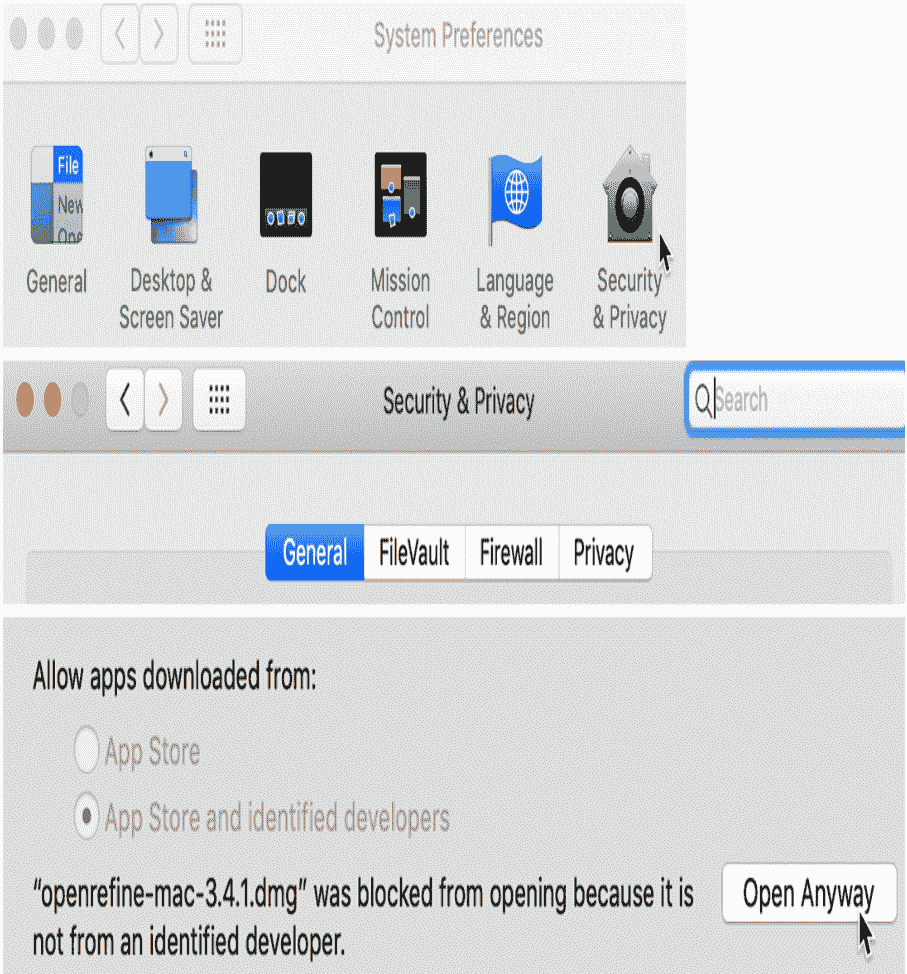 System Preferences
File
New
Ope
General
Desktop &
Screen Saver
Dock
Mission
Control
Language
& Region
Security
& Privacy
Security & Privacy
Search
General FileVault Firewall Privacy
Allow apps downloaded from:
App Store
App Store and identified developers
“openrefine-mac-3.4.1.dmg” was blocked from opening because it is
not from an identified developer.
Open Anyway